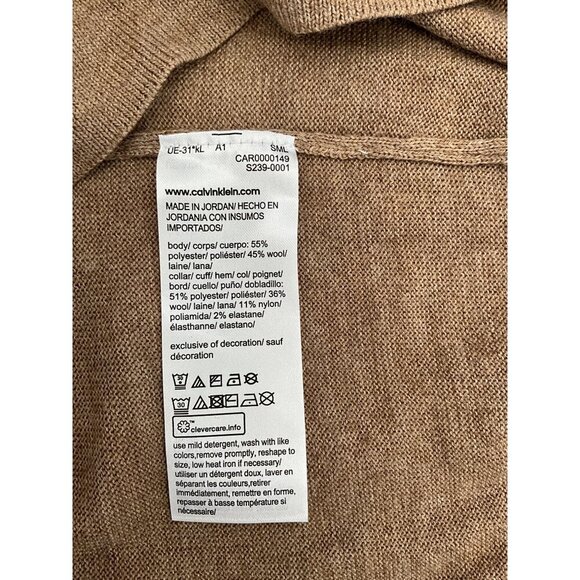 UE-31*kL A1 SML
CAR0000149
S239-0001
www.calvinklein.com
MADE IN JORDAN/ HECHO EN
JORDANIA CON INSUMOS
IMPORTADOS/
body/ corps/ cuerpo: 55%
polyester/ poliéster/ 45% wool/
laine/ lana/
collar/ cuff/ hem/ col/ poignet/
bord/ cuello/ puño/ dobladillo:
51% polyester/ poliéster/ 36%
wool/ laine/ lana/ 11% nylon/
poliamida/ 2% elastane/
élasthanne/ elastano/
exclusive of decoration/ sauf
décoration
30
30
™
clevercare.info
use mild detergent, wash with like
colors,remove promptly, reshape to
size, low heat iron if necessary/
utiliser un détergent doux, laver en
séparant les couleurs,retirer
immédiatement, remettre en forme,
repasser à basse température si
nécessaire/